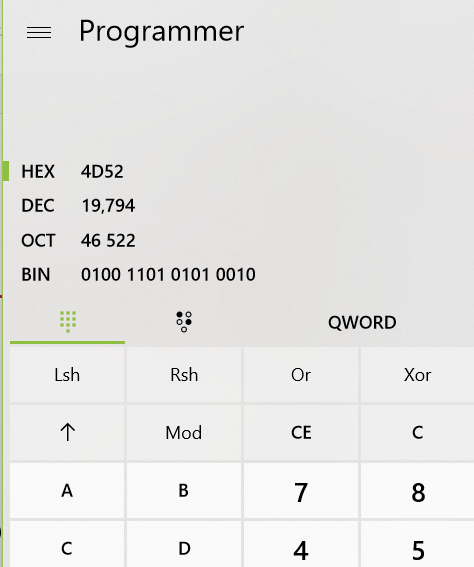 Programmer
HEX 4D52
DEC 19,794
OCT 46 522
BIN 0100 1101 0101 0010
QWORD
Lsh Rsh Or Xor
↑ Mod CE C
A B 7 8
C D 4 5